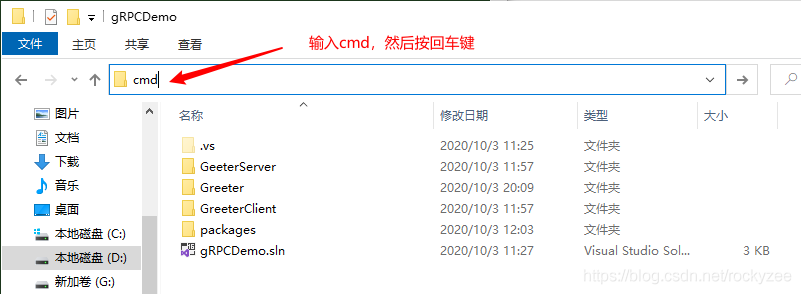 gRPCDemo
文件 主页 共享 查看
输入cmd，然后按回车键
cmd
名称 修改日期 类型 大小
图片
文档
下载
音乐
桌面
本地磁盘 (C:)
本地磁盘 (D:)
新加卷 (G:)
.vs 2020/10/3 11:25 文件夹
GeeterServer 2020/10/3 11:57 文件夹
Greeter 2020/10/3 20:09 文件夹
GreeterClient 2020/10/3 11:57 文件夹
packages 2020/10/3 12:03 文件夹
gRPCDemo.sln 2020/10/3 11:27 Visual Studio Sol... 3 KB
https://blog.csdn.net/rockyzee